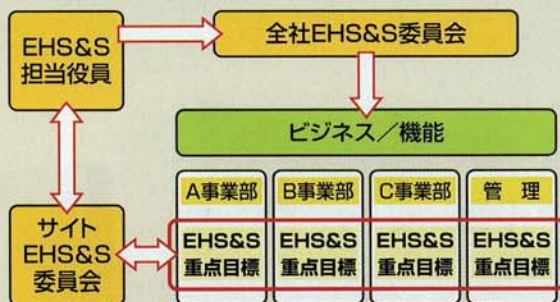 EHS&S
担当役員
全社EHS&S委員会
ビジネス／機能
A事業部
B事業部
C事業部
管　理
サイト
EHS&S
委員会
EHS&S
重点目標
EHS&S
重点目標
EHS&S
重点目標
EHS&S
重点目標